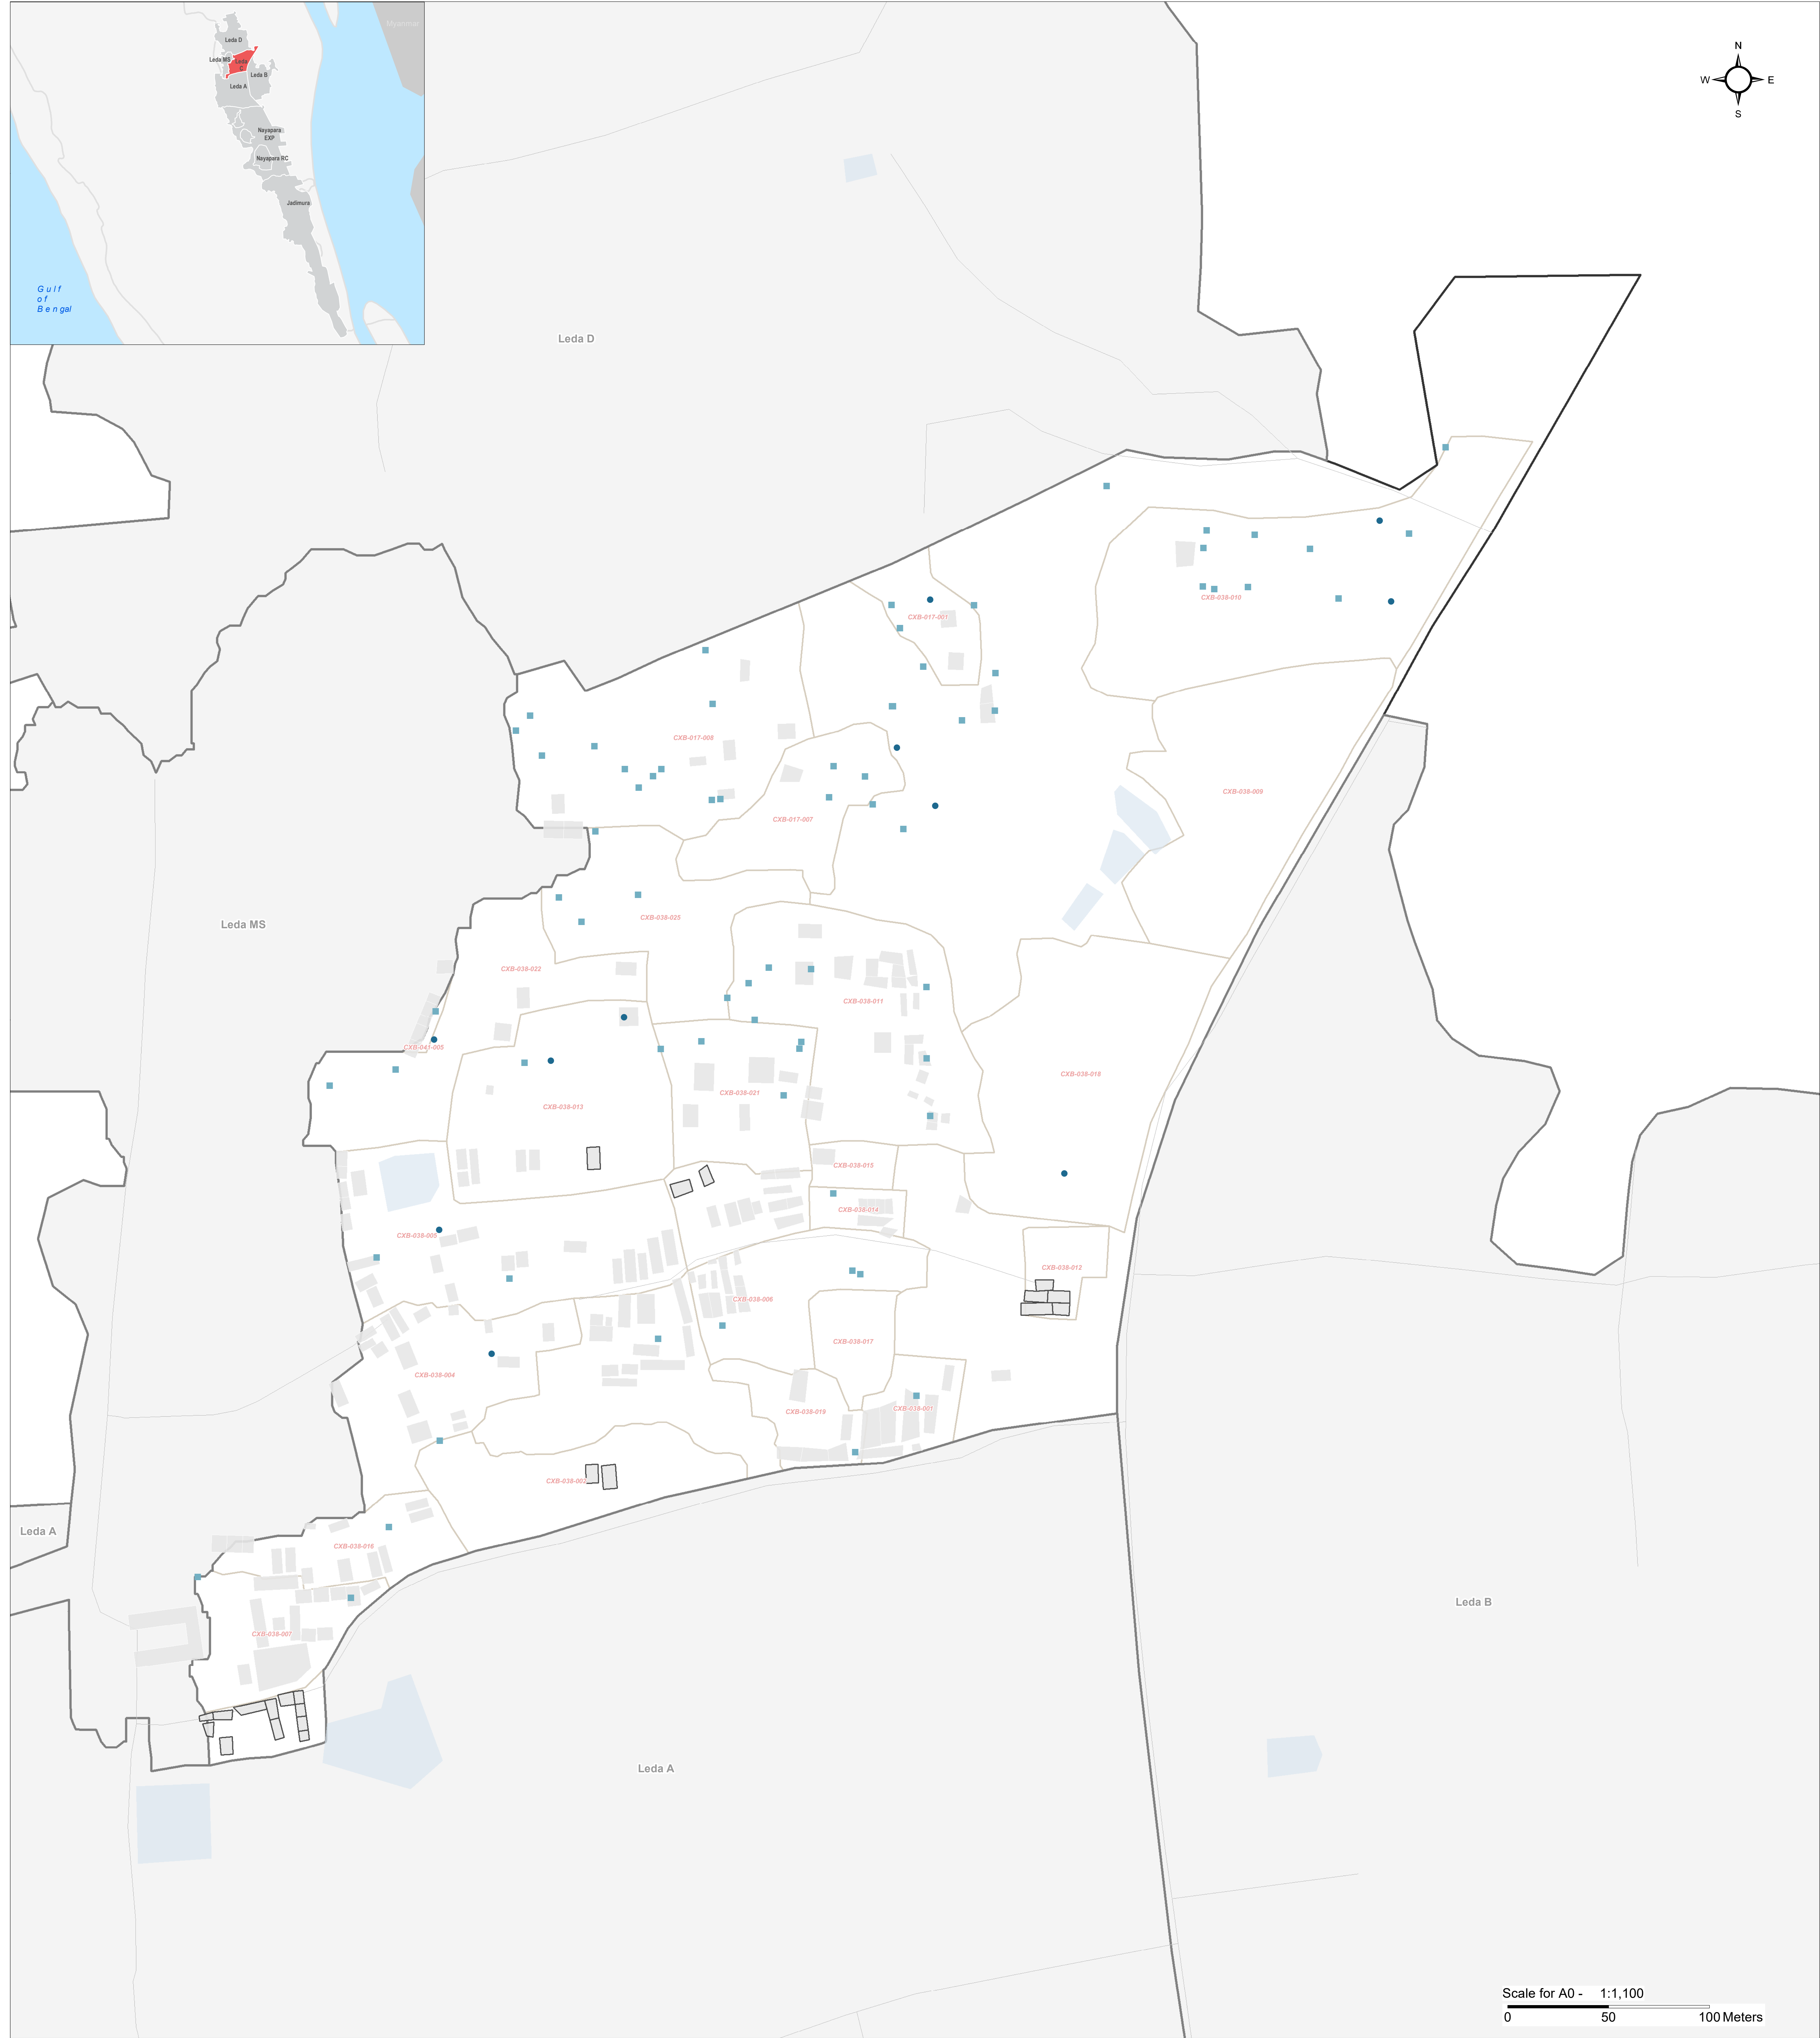 Myanmar
Leda D
Leda MS
Leda
C
Leda B
Leda A
Nayapara
EXP
Nayapara RC
Jadimura
Gulf
of
Bengal
N
W E
S
Leda D
CXB-038-010
CXB-017-001
CXB-017-008
CXB-038-009
CXB-017-007
CXB-038-025
Leda MS
CXB-038-022
CXB-038-011
CXB-041-005
CXB-038-018
CXB-038-021
CXB-038-013
CXB-038-015
CXB-038-014
CXB-038-005
CXB-038-012
CXB-038-006
CXB-038-017
CXB-038-004
CXB-038-019
CXB-038-001
Leda A
CXB-038-016
Leda B
CXB-038-007
Leda A
Scale for A0 - 1:1,100
0 50 100 Meters